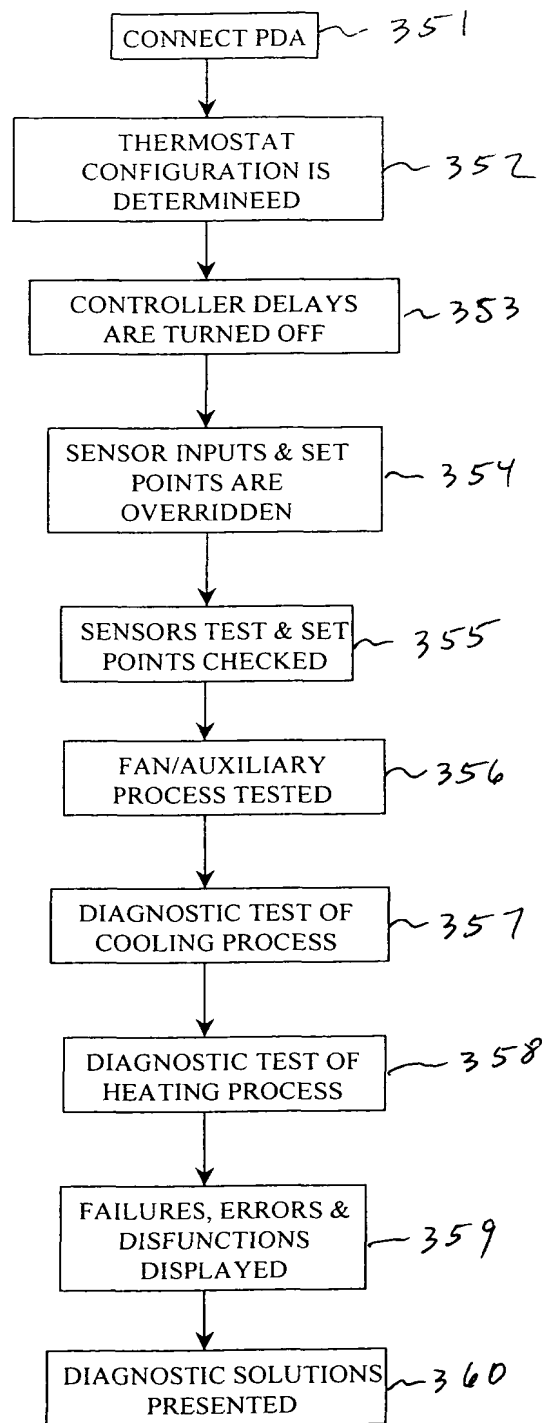 CONNECT PDA
351
THERMOSTAT
CONFIGURATION IS
DETERMINEED
352
CONTROLLER DELAYS
ARE TURNED OFF
353
SENSOR INPUTS & SET
POINTS ARE
OVERRIDDEN
354
SENSORS TEST & SET
POINTS CHECKED
355
FAN/AUXILIARY
PROCESS TESTED
356
DIAGNOSTIC TEST OF
COOLING PROCESS
357
DIAGNOSTIC TEST OF
HEATING PROCESS
358
FAILURES, ERRORS &
DISFUNCTIONS
DISPLAYED
359
DIAGNOSTIC SOLUTIONS
PRESENTED
360